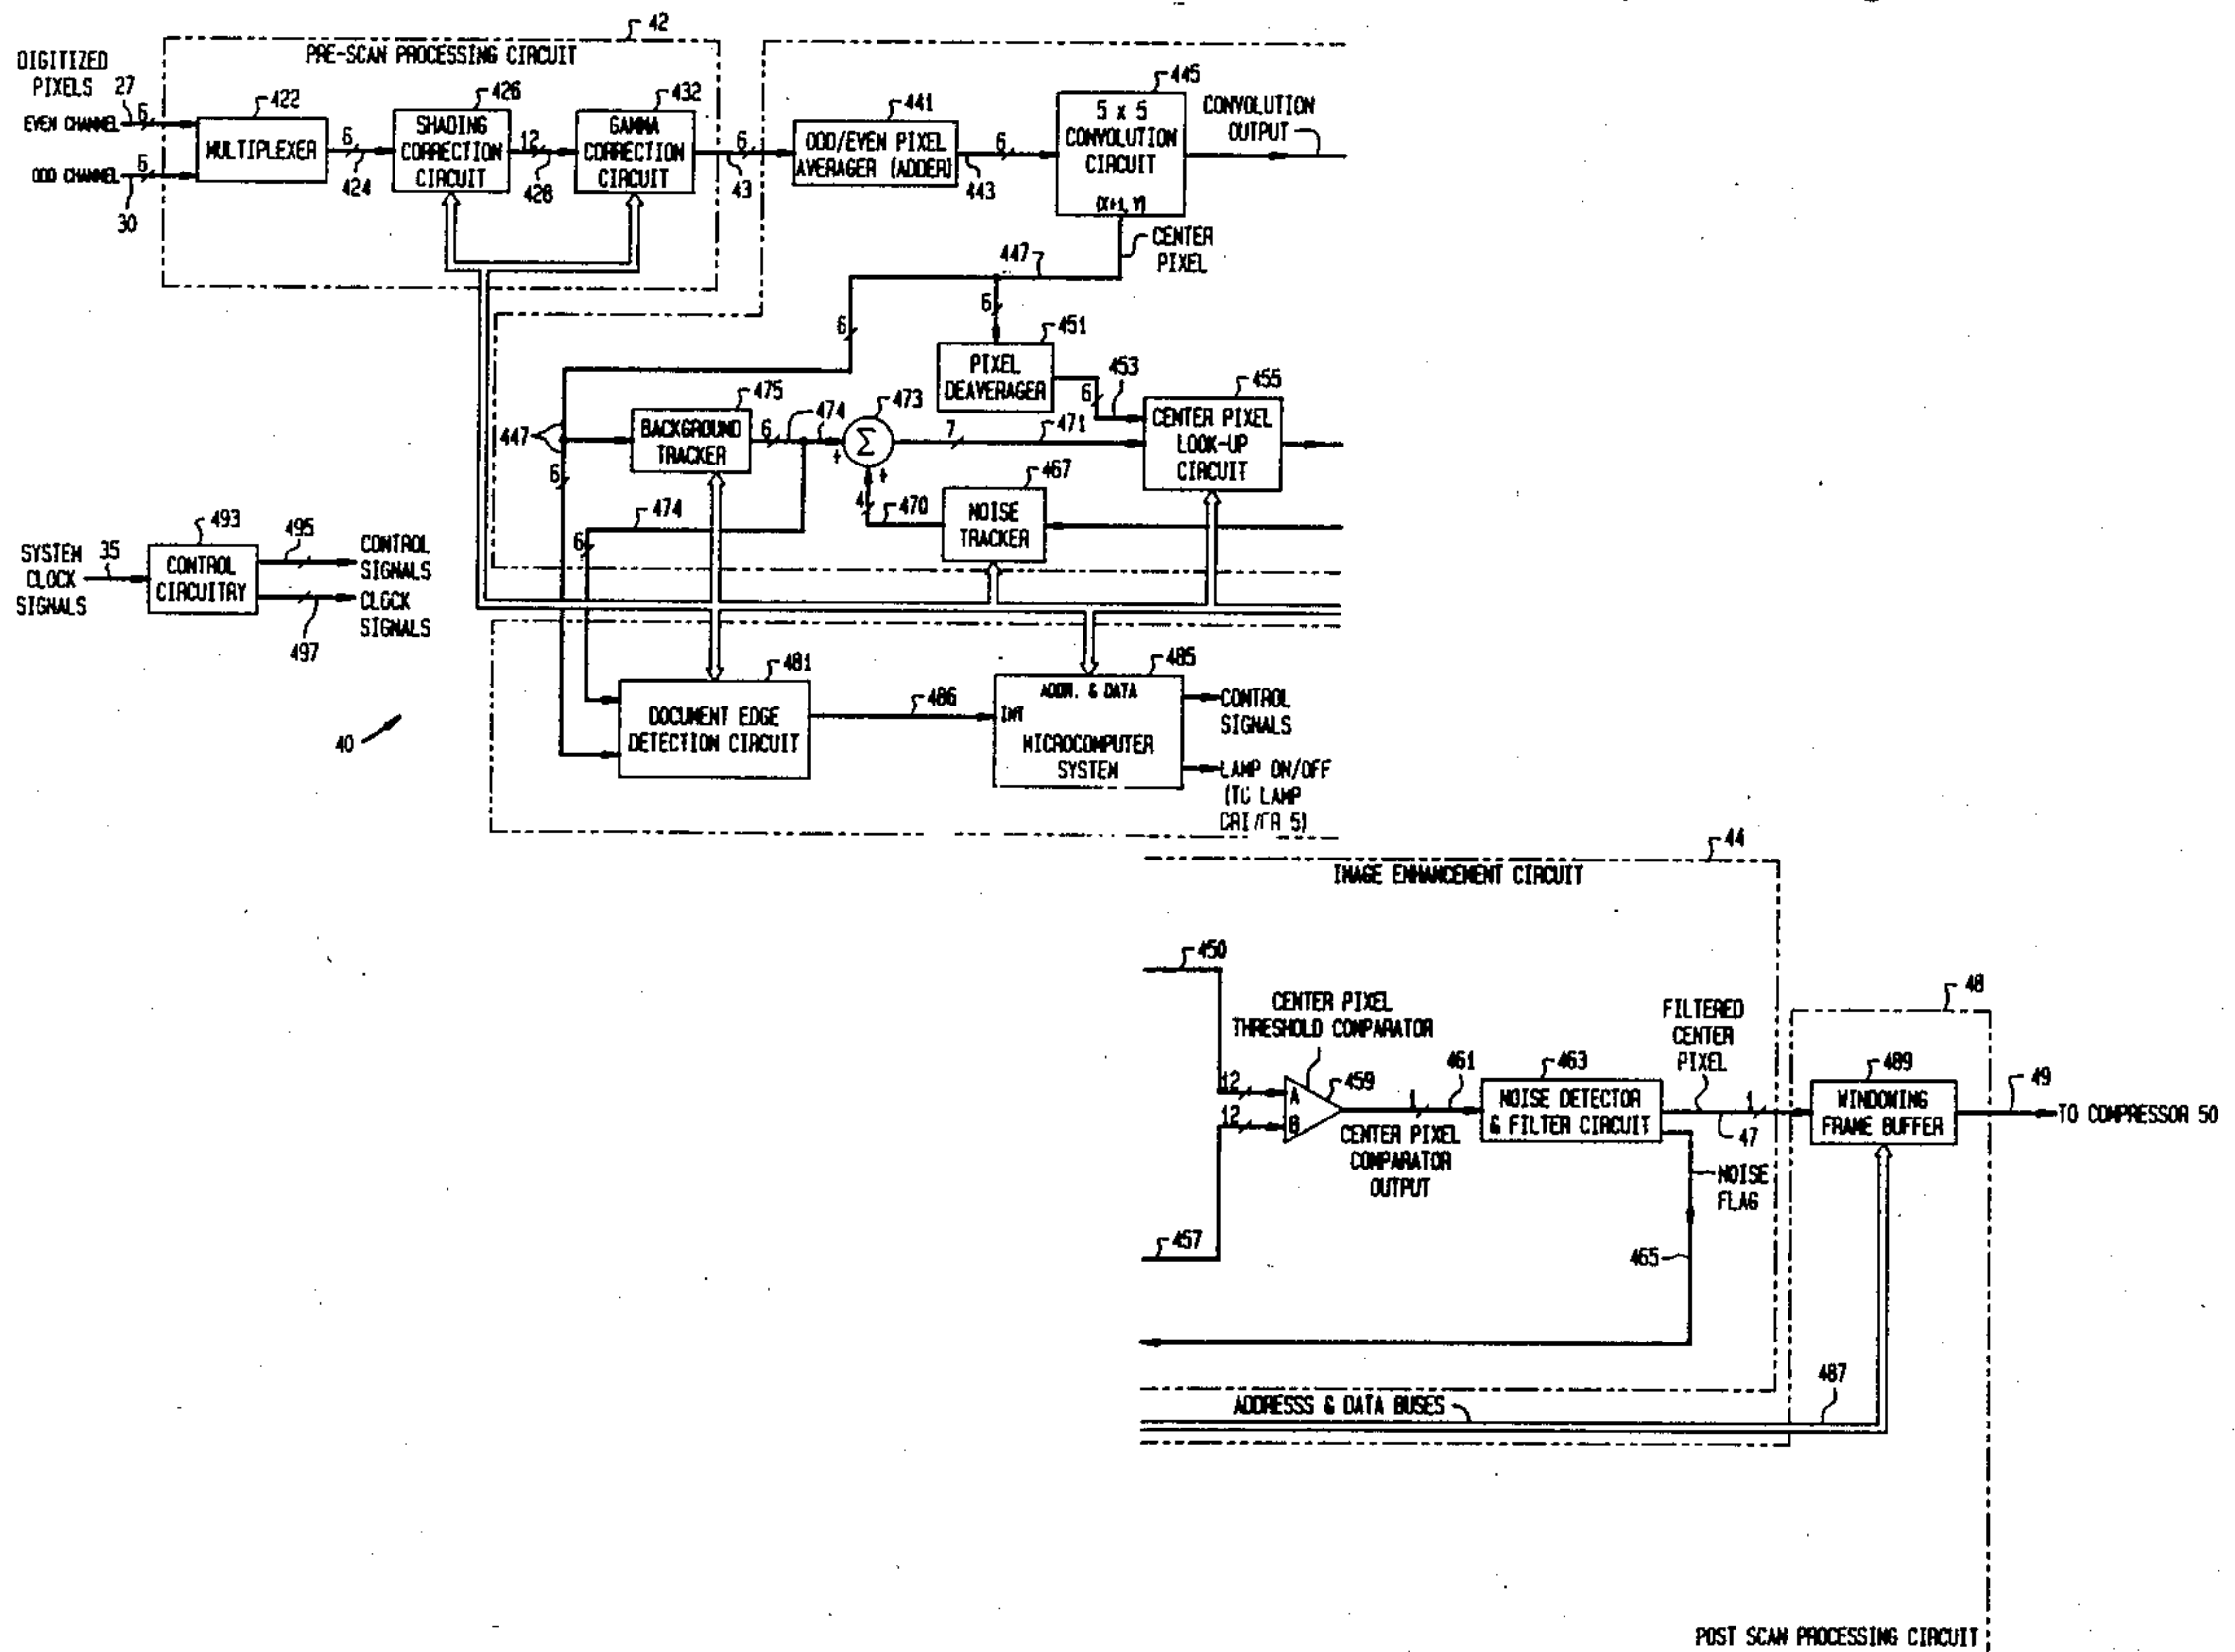 42
PRE-SCAN PROCESSING CIRCUIT
DIGITIZED
PIXELS
27
6
EVEN CHANNEL
ODD CHANNEL
6
30
422
MULTIPLEXER
6
424
426
SHADING
CORRECTION
CIRCUIT
12
428
432
GAMMA
CORRECTION
CIRCUIT
6
43
441
ODD/EVEN PIXEL
AVERAGER (ADDER)
6
443
445
5 x 5
CONVOLUTION
CIRCUIT
(X+1, Y)
CONVOLUTION
OUTPUT
CENTER
PIXEL
447
6
6
451
PIXEL
DEAVERAGER
453
6
455
CENTER PIXEL
LOOK-UP
CIRCUIT
475
BACKGROUND
TRACKER
447
6
6
474
473
Σ
+
+
7
471
467
NOISE
TRACKER
4
470
474
6
493
CONTROL
CIRCUITRY
SYSTEM
CLOCK
SIGNALS
35
495
CONTROL
SIGNALS
CLOCK
SIGNALS
497
40
481
DOCUMENT EDGE
DETECTION CIRCUIT
486
485
ADDR. & DATA
INT
MICROCOMPUTER
SYSTEM
CONTROL
SIGNALS
LAMP ON/OFF
(TO LAMP
5)
44
IMAGE ENHANCEMENT CIRCUIT
450
CENTER PIXEL
THRESHOLD COMPARATOR
12
A
12
B
459
1
461
CENTER PIXEL
COMPARATOR
OUTPUT
463
NOISE DETECTOR
& FILTER CIRCUIT
FILTERED
CENTER
PIXEL
1
47
NOISE
FLAG
48
489
WINDOWING
FRAME BUFFER
49
TO COMPRESSOR 50
457
465
487
ADDRESSS & DATA BUSES
POST SCAN PROCESSING CIRCUIT